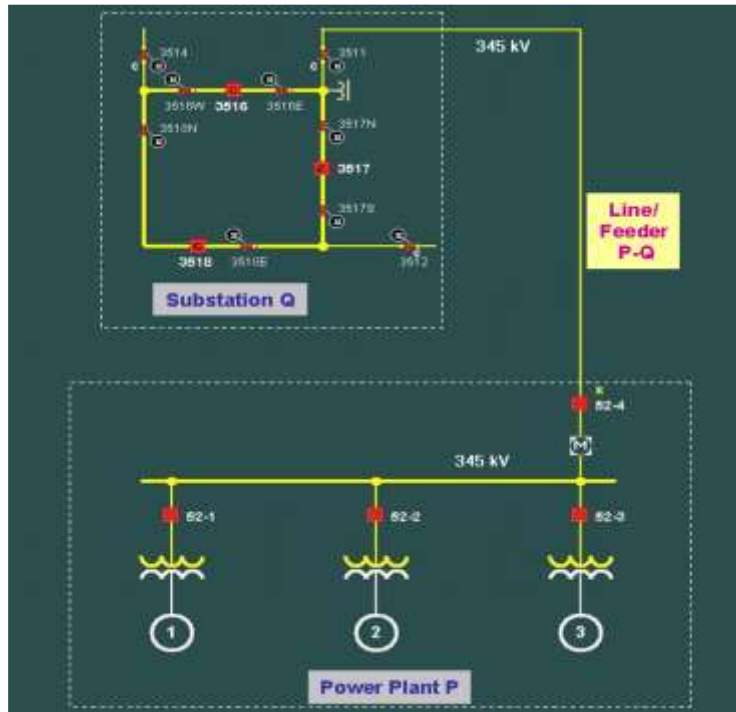 3514
3511
345 kV
3516W
3516
3516E
3517N
3517
3517S
Line/
Feeder
P-Q
3518
3518E
3512
Substation Q
52-4
M
345 kV
52-1
52-2
52-3
1
2
3
Power Plant P